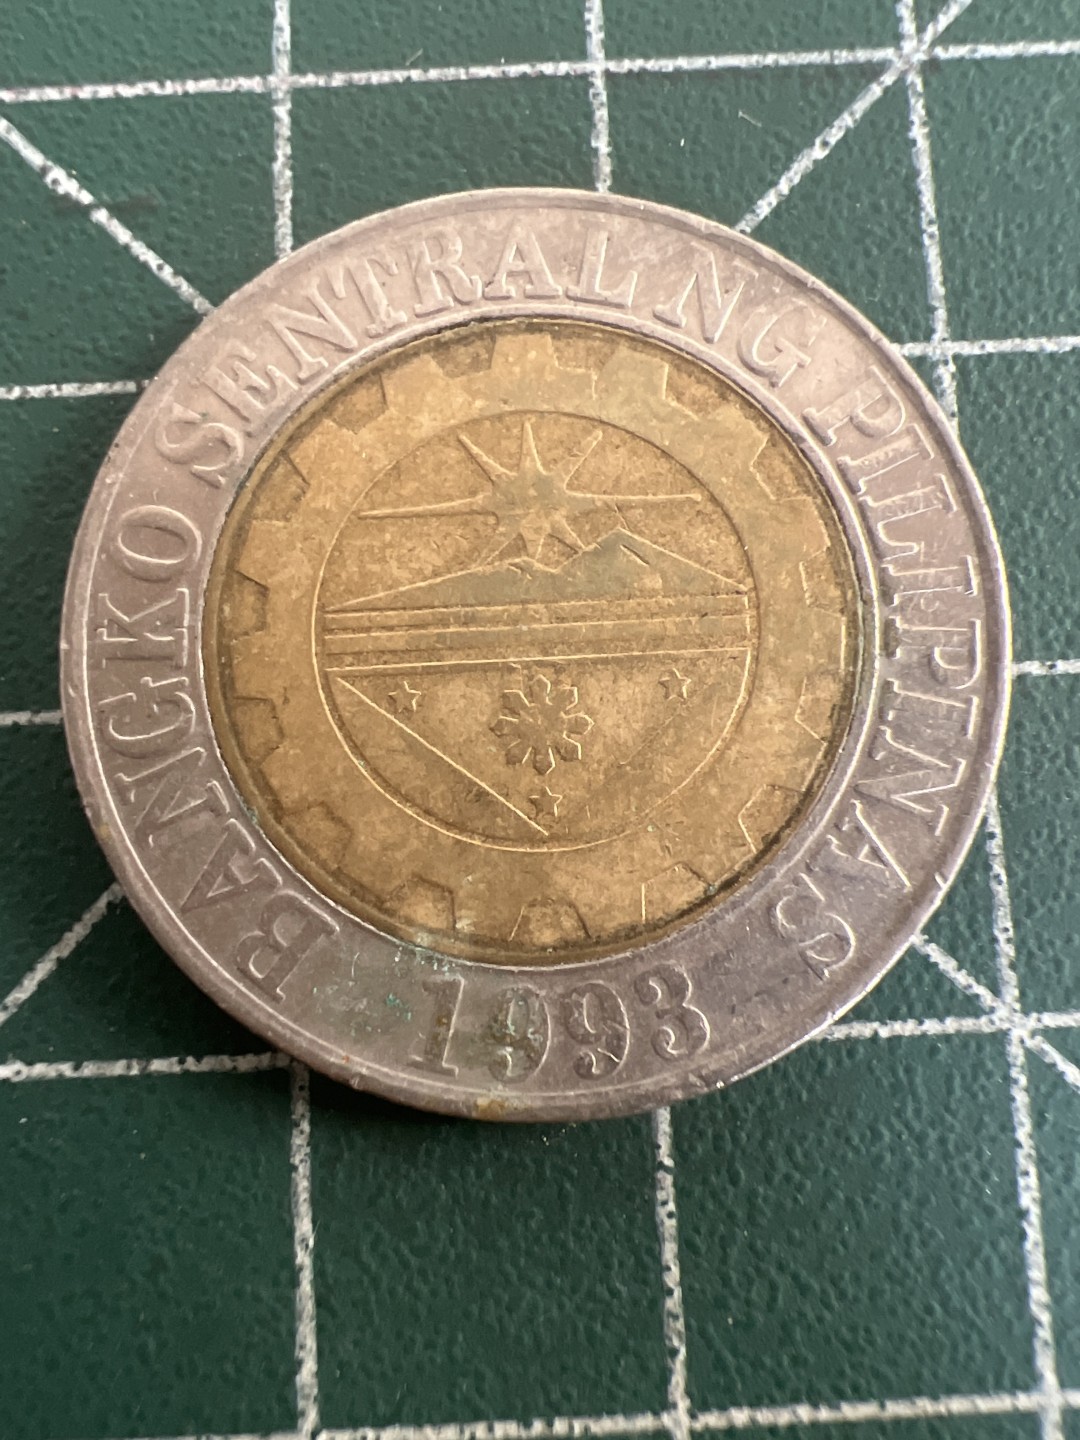 BANGKO SENTRAL NG PILIPINAS
1993